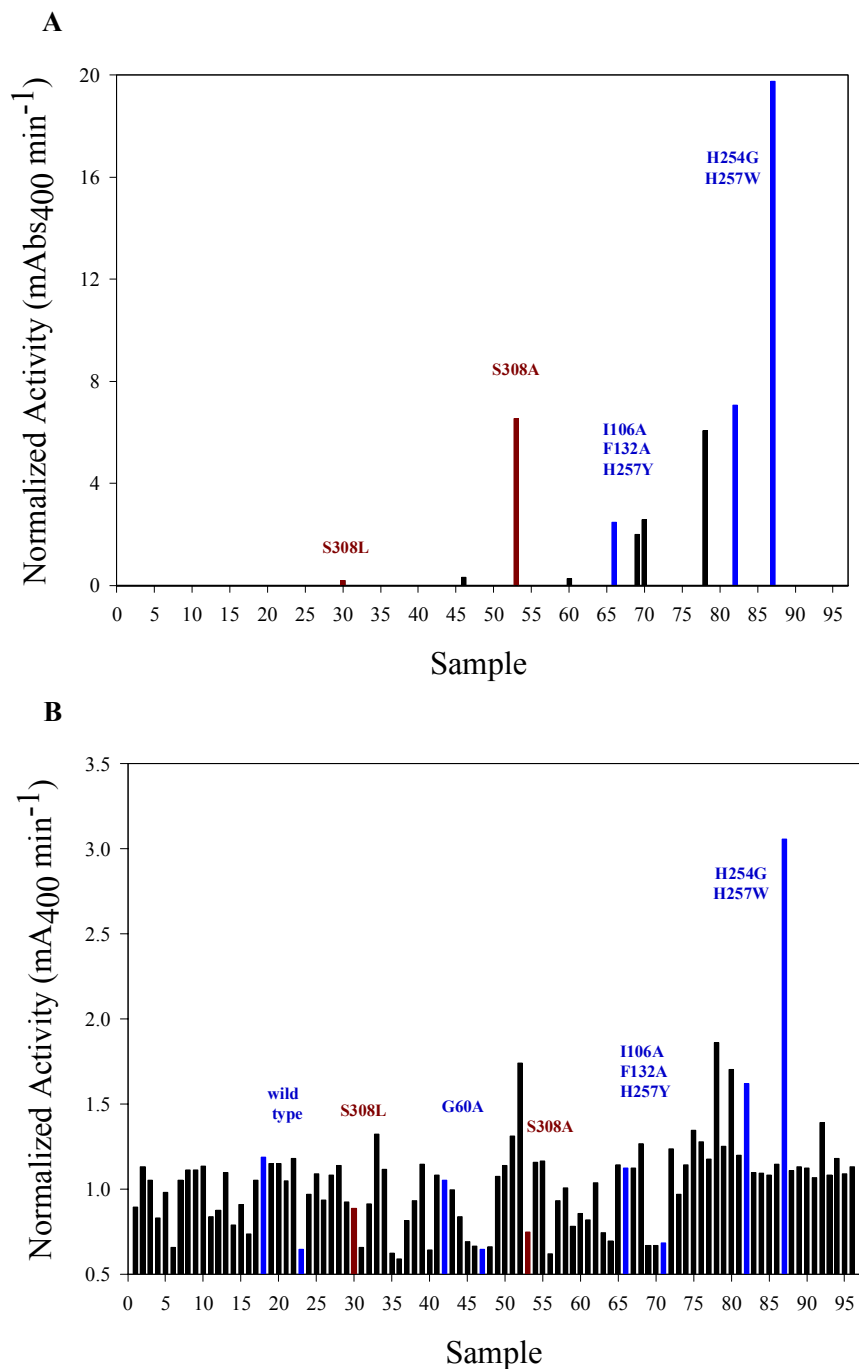 A
Normalized Activity (mAbs400 min-1)
20
16
12
8
4
0
H254G
H257W
S308A
I106A
F132A
H257Y
S308L
0 5 10 15 20 25 30 35 40 45 50 55 60 65 70 75 80 85 90 95
Sample
B
Normalized Activity (mA400 min-1)
3.5
3.0
2.5
2.0
1.5
1.0
0.5
H254G
H257W
I106A
F132A
H257Y
wild
type
S308L
G60A
S308A
0 5 10 15 20 25 30 35 40 45 50 55 60 65 70 75 80 85 90 95
Sample